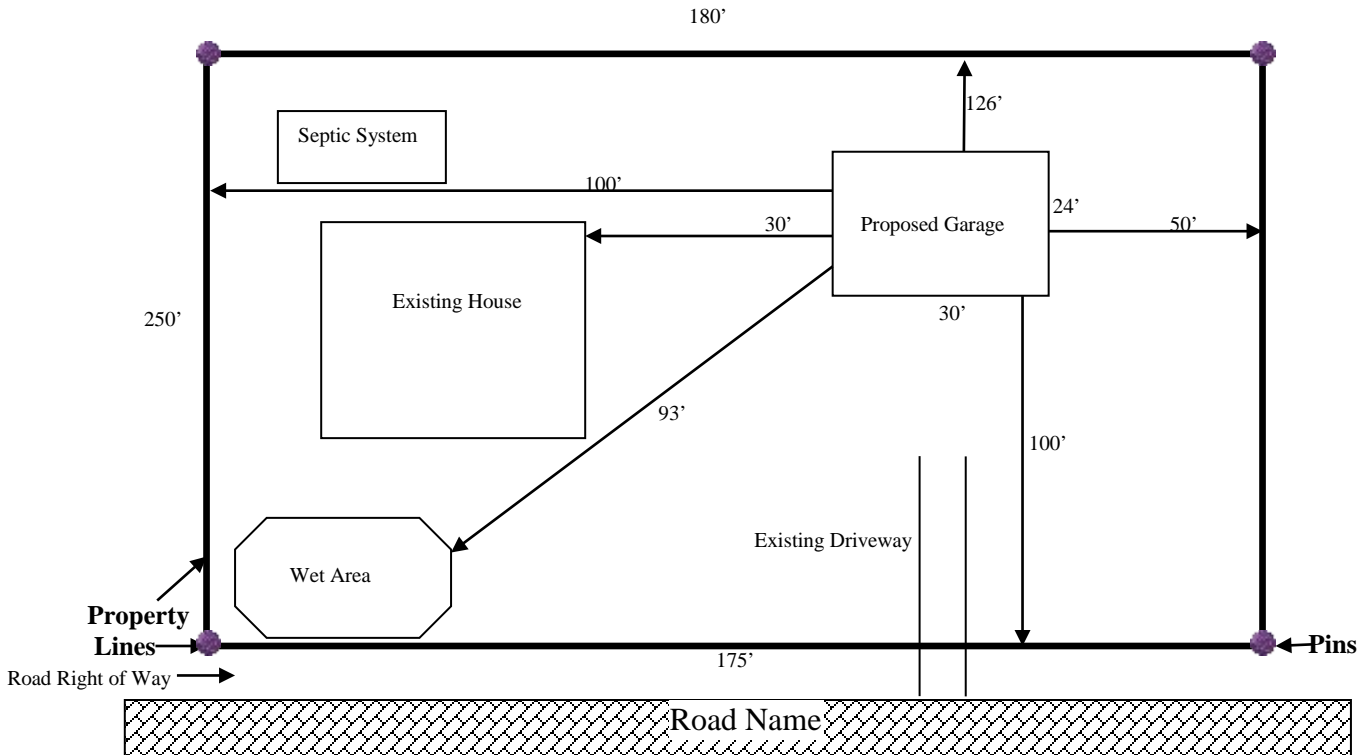 180’
126’
Septic System
100’
24’
30’
Proposed Garage
50’
Existing House
250’
30’
93’
100’
Existing Driveway
Wet Area
Property
Lines
Pins
175’
Road Right of Way
Road Name